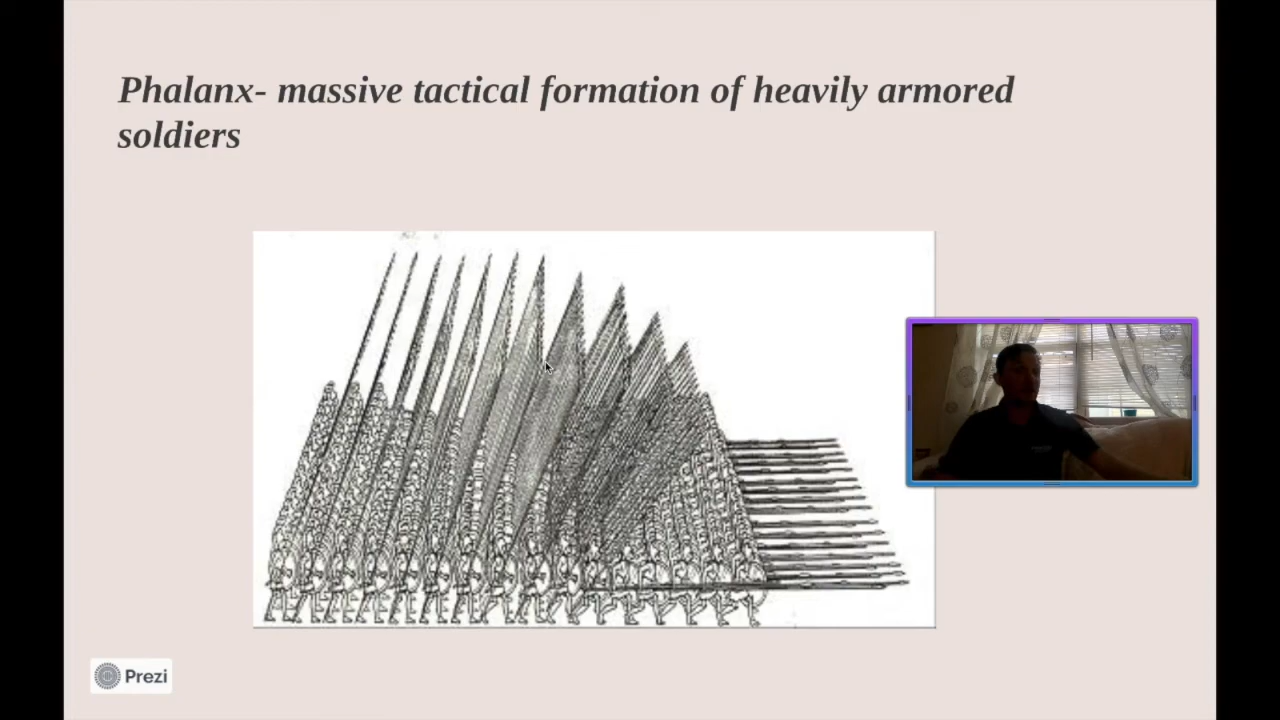 Phalanx- massive tactical formation of heavily armored
soldiers
Prezi